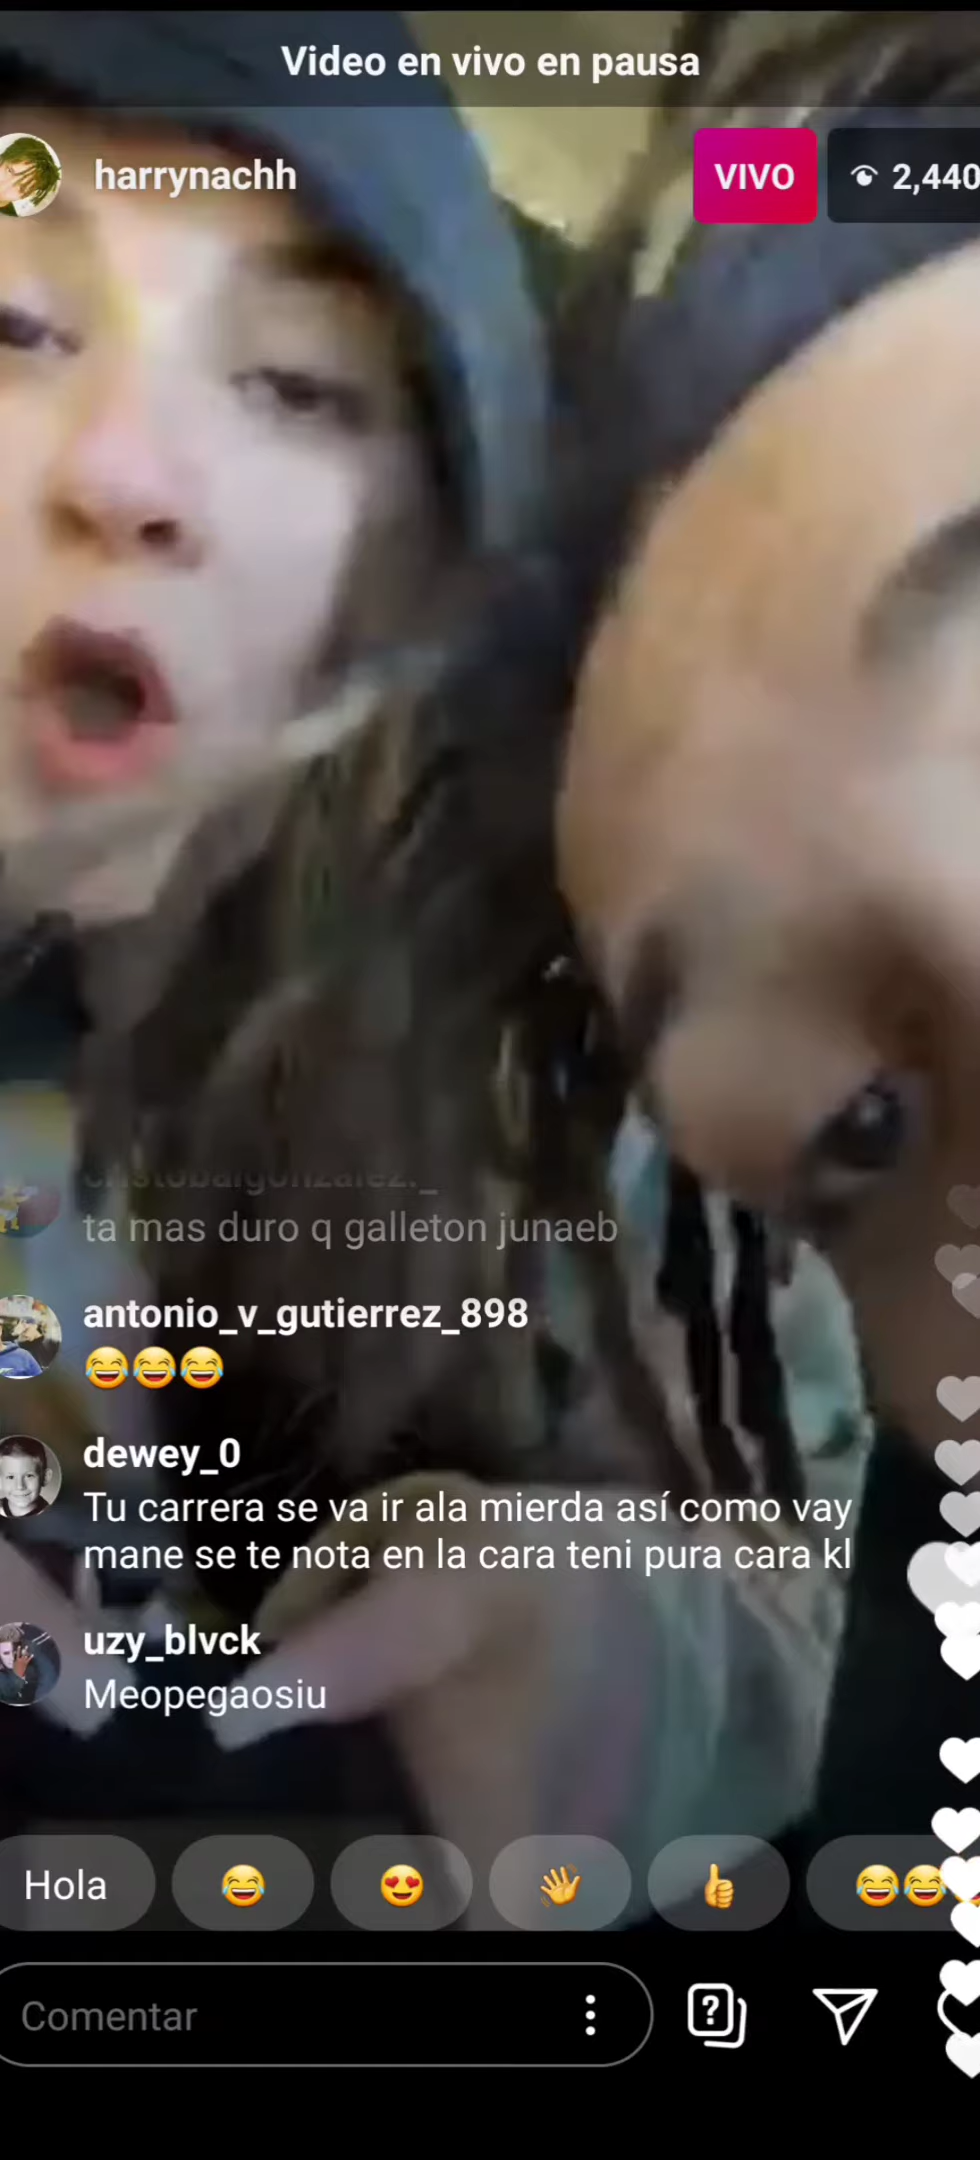 Video en vivo en pausa
harrynachh
VIVO
2,440
cristobalgonzalez._
ta mas duro q galleton junaeb
antonio_v_gutierrez_898
😂😂😂
dewey_0
Tu carrera se va ir ala mierda así como vay
mane se te nota en la cara teni pura cara kl
uzy_blvck
Meopegaosiu
Hola
Comentar